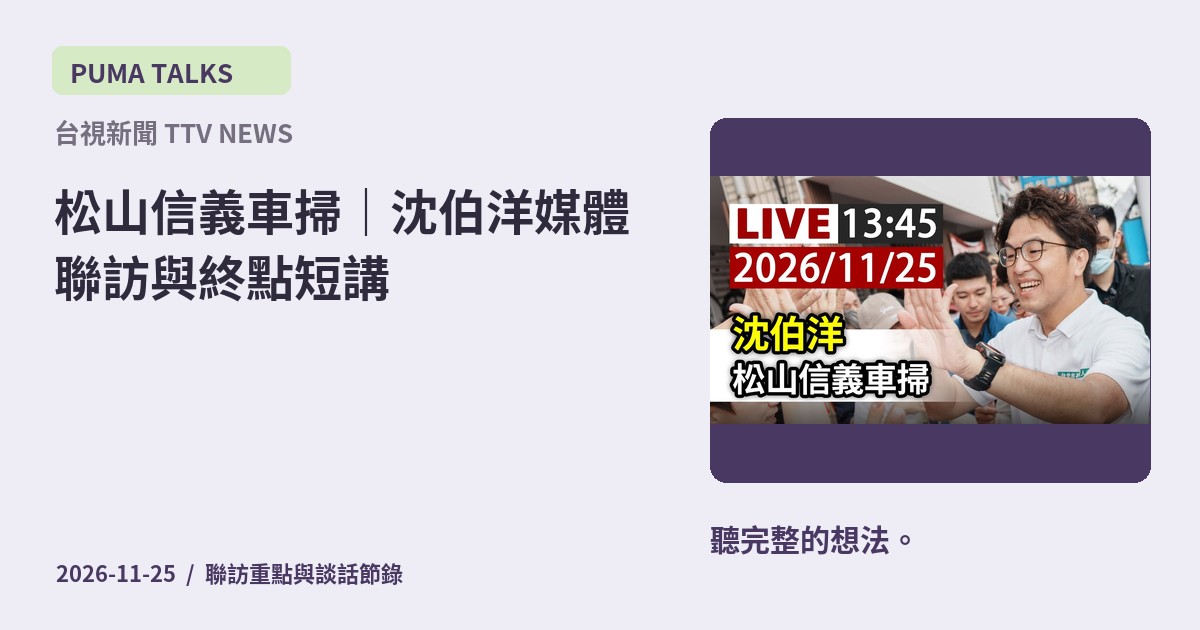 PUMA TALKS
台視新聞 TTV NEWS
松山信義車掃｜沈伯洋媒體
聯訪與終點短講
LIVE 13:45
2026/11/25
沈伯洋
松山信義車掃
聽完整的想法。
2026-11-25 / 聯訪重點與談話節錄